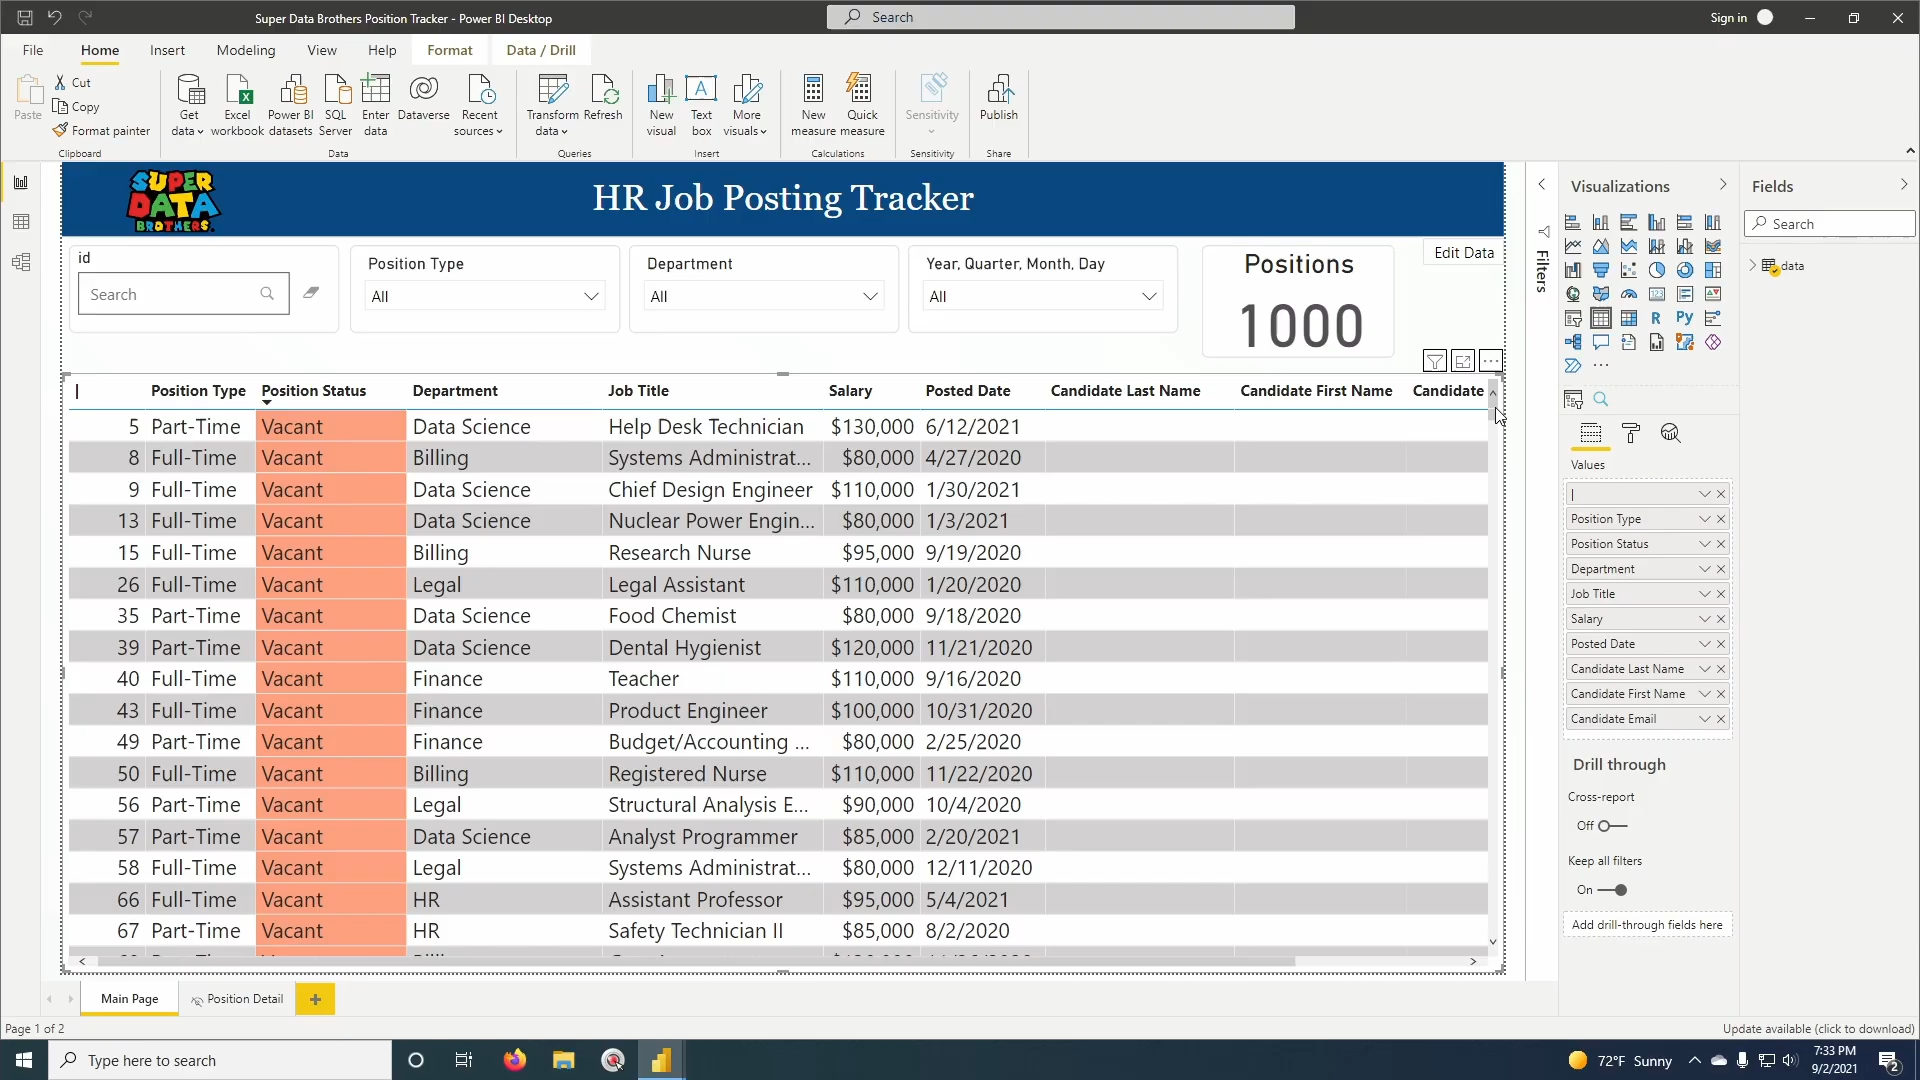 Super Data Brothers Position Tracker - Power BI Desktop
Search
Sign in
File Home Insert Modeling View Help Format Data / Drill
Paste
Cut
Copy
Format painter
Clipboard
Get data
Excel workbook
Power BI datasets
SQL Server
Enter data
Dataverse
Recent sources
Data
Transform data
Refresh
Queries
New visual
Text box
More visuals
Insert
New measure
Quick measure
Calculations
Sensitivity
Sensitivity
Publish
Share
SUPER
DATA
BROTHERS.
HR Job Posting Tracker
id
Search
Position Type
All
Department
All
Year, Quarter, Month, Day
All
Positions
1000
Edit Data
| Position Type Position Status Department Job Title Salary Posted Date Candidate Last Name Candidate First Name Candidate
5 Part-Time Vacant Data Science Help Desk Technician $130,000 6/12/2021
8 Full-Time Vacant Billing Systems Administrat... $80,000 4/27/2020
9 Full-Time Vacant Data Science Chief Design Engineer $110,000 1/30/2021
13 Full-Time Vacant Data Science Nuclear Power Engin... $80,000 1/3/2021
15 Full-Time Vacant Billing Research Nurse $95,000 9/19/2020
26 Full-Time Vacant Legal Legal Assistant $110,000 1/20/2020
35 Part-Time Vacant Data Science Food Chemist $80,000 9/18/2020
39 Part-Time Vacant Data Science Dental Hygienist $120,000 11/21/2020
40 Full-Time Vacant Finance Teacher $110,000 9/16/2020
43 Full-Time Vacant Finance Product Engineer $100,000 10/31/2020
49 Part-Time Vacant Finance Budget/Accounting ... $80,000 2/25/2020
50 Full-Time Vacant Billing Registered Nurse $110,000 11/22/2020
56 Part-Time Vacant Legal Structural Analysis E... $90,000 10/4/2020
57 Part-Time Vacant Data Science Analyst Programmer $85,000 2/20/2021
58 Full-Time Vacant Legal Systems Administrat... $80,000 12/11/2020
66 Full-Time Vacant HR Assistant Professor $95,000 5/4/2021
67 Part-Time Vacant HR Safety Technician II $85,000 8/2/2020
Filters
Visualizations
R
Py
Values
|
Position Type
Position Status
Department
Job Title
Salary
Posted Date
Candidate Last Name
Candidate First Name
Candidate Email
Drill through
Cross-report
Off
Keep all filters
On
Add drill-through fields here
Fields
Search
data
Main Page
Position Detail
Page 1 of 2
Update available (click to download)
Type here to search
72°F Sunny
7:33 PM
9/2/2021
2